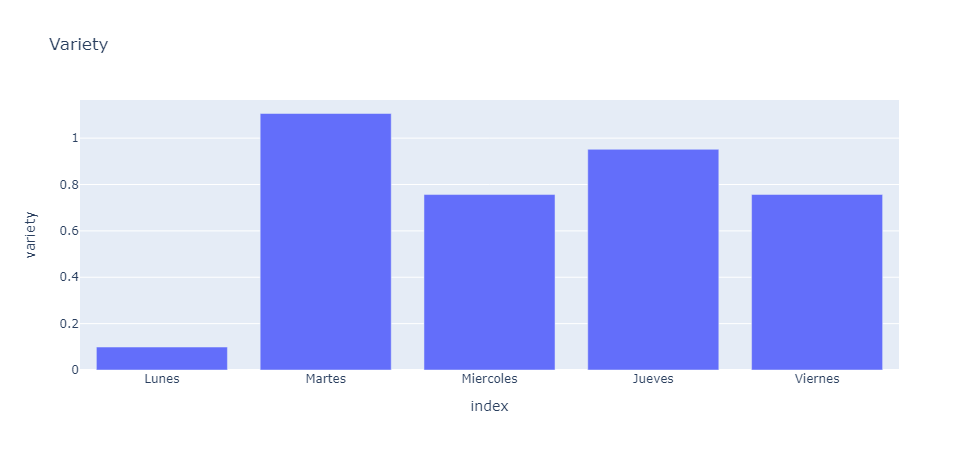 Variety
variety
1
0.8
0.6
0.4
0.2
0
Lunes
Martes
Miercoles
Jueves
Viernes
index